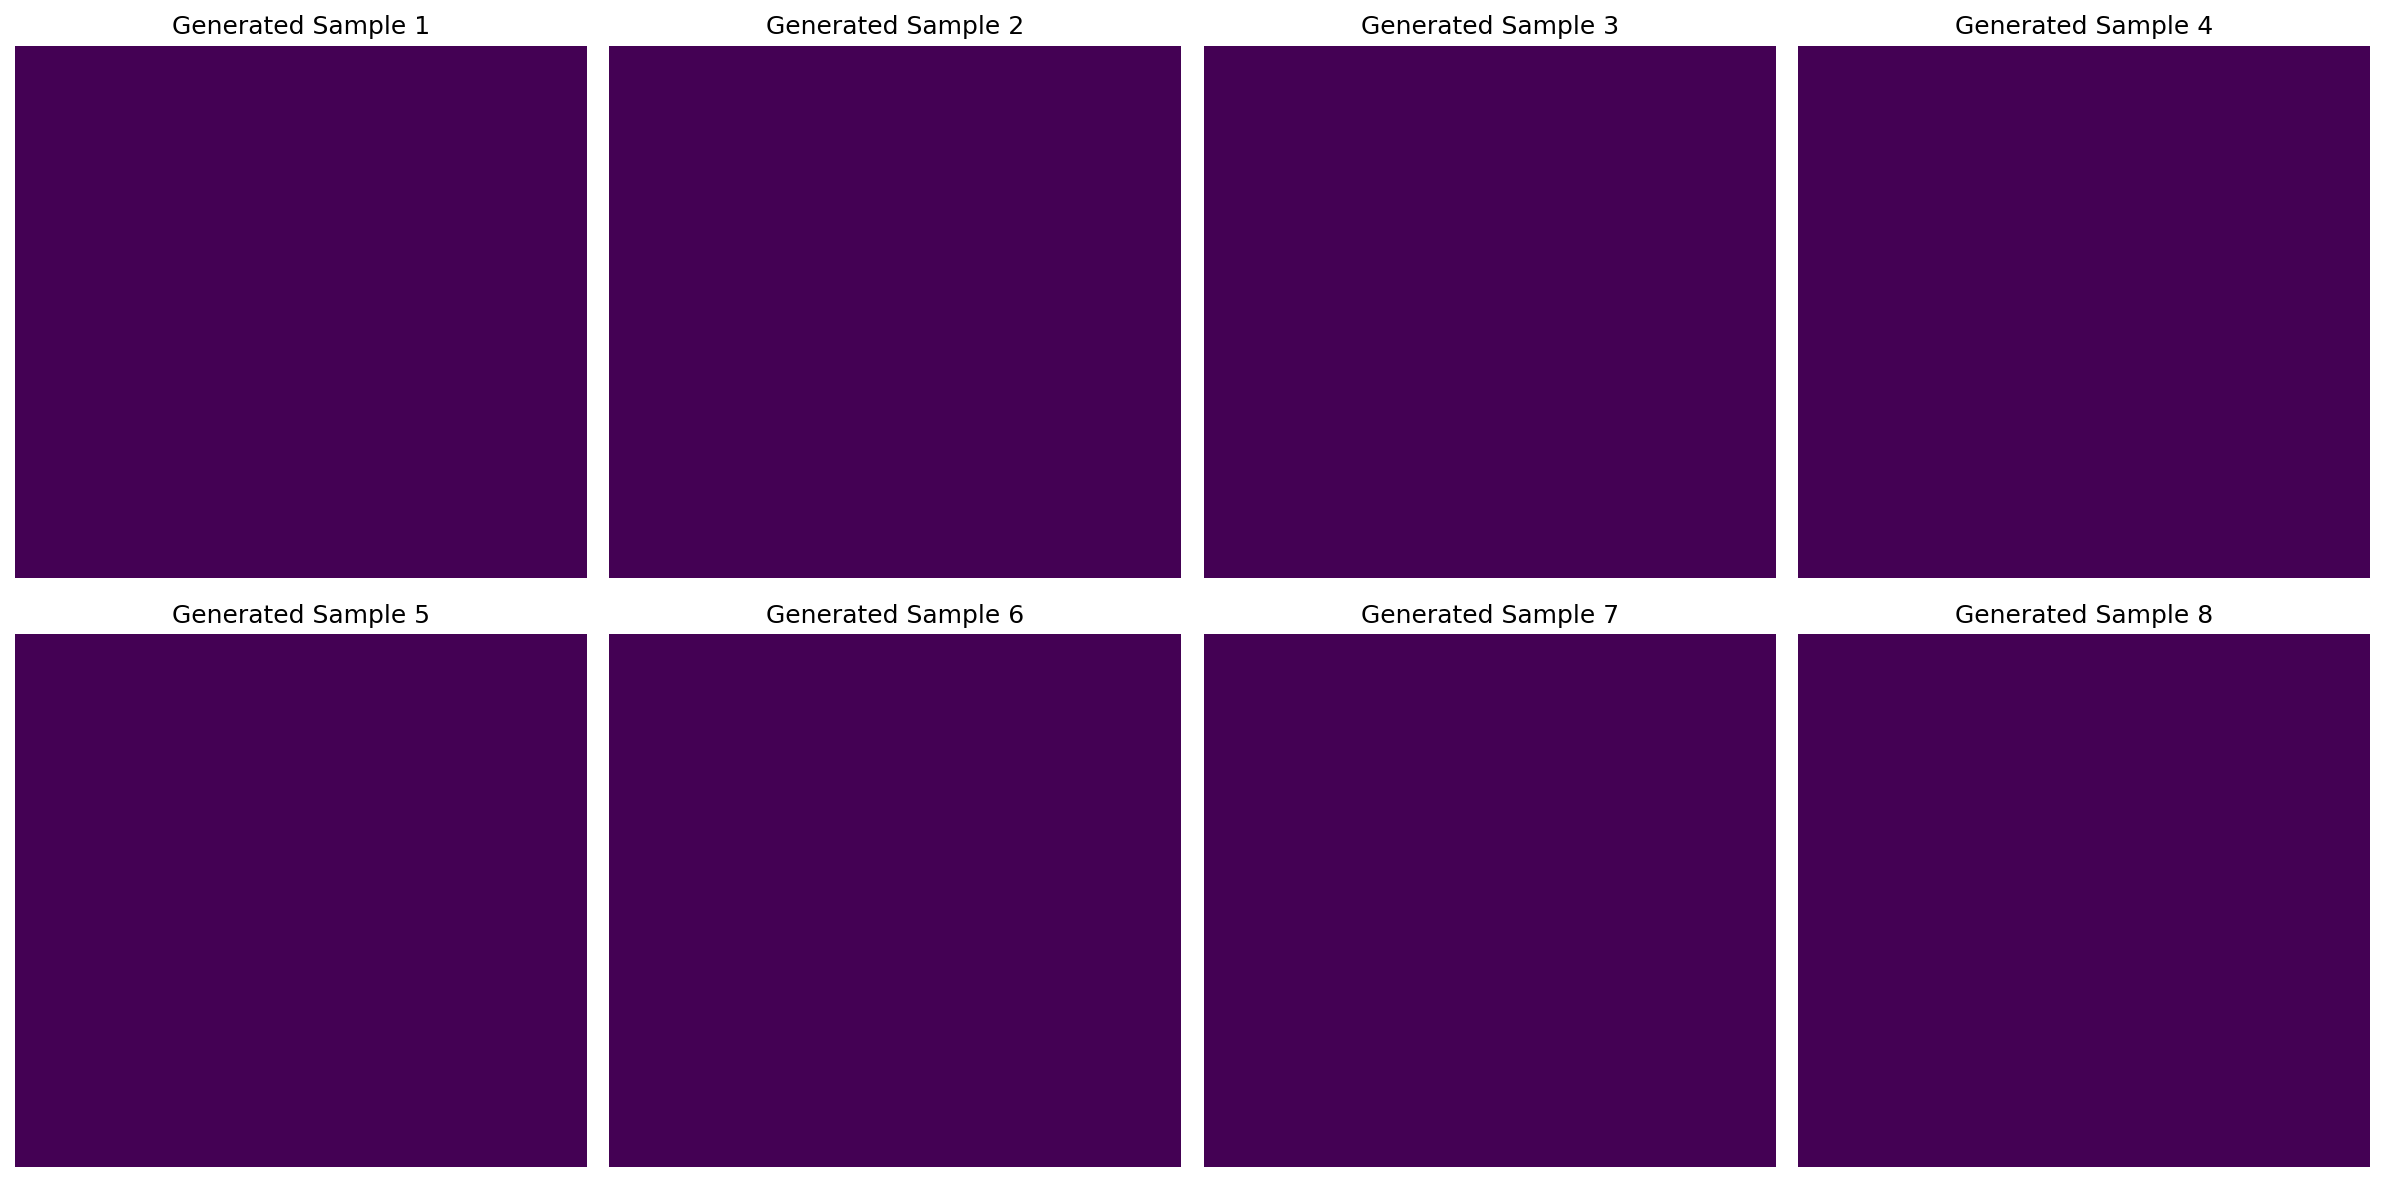 Generated Sample 1
Generated Sample 2
Generated Sample 3
Generated Sample 4
Generated Sample 5
Generated Sample 6
Generated Sample 7
Generated Sample 8